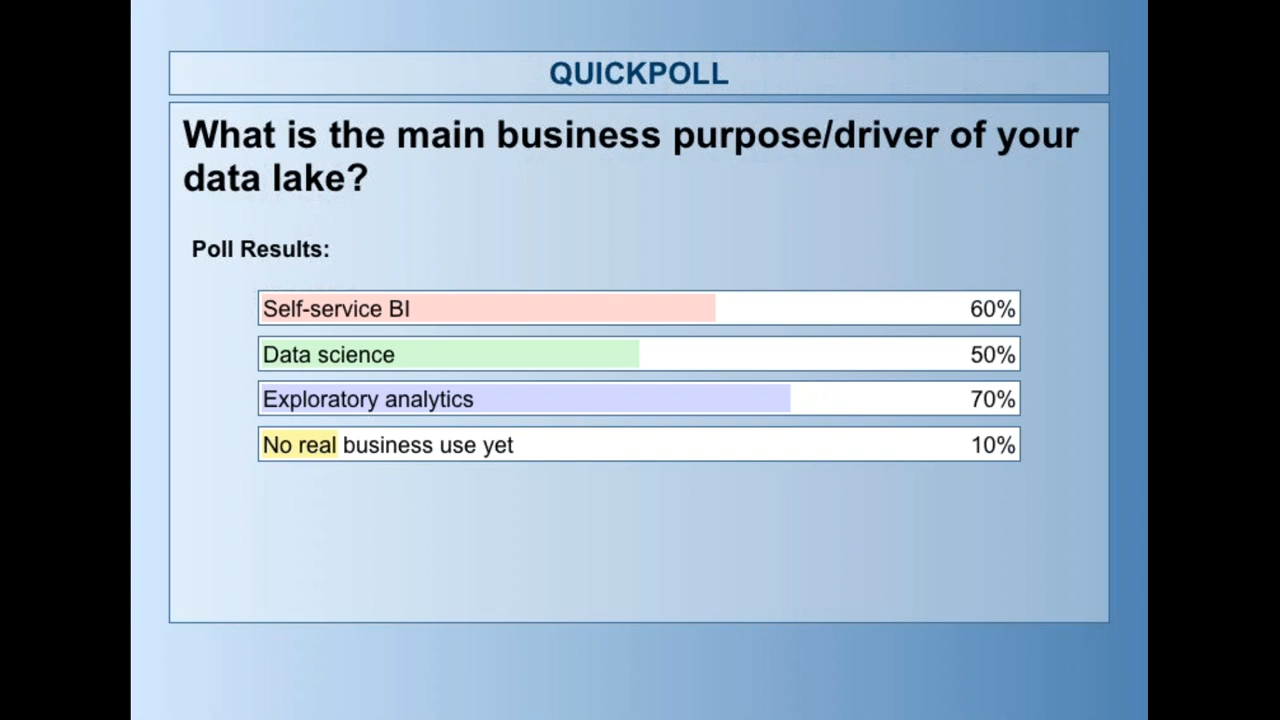 QUICKPOLL
What is the main business purpose/driver of your
data lake?
Poll Results:
Self-service BI 60%
Data science 50%
Exploratory analytics 70%
No real business use yet 10%